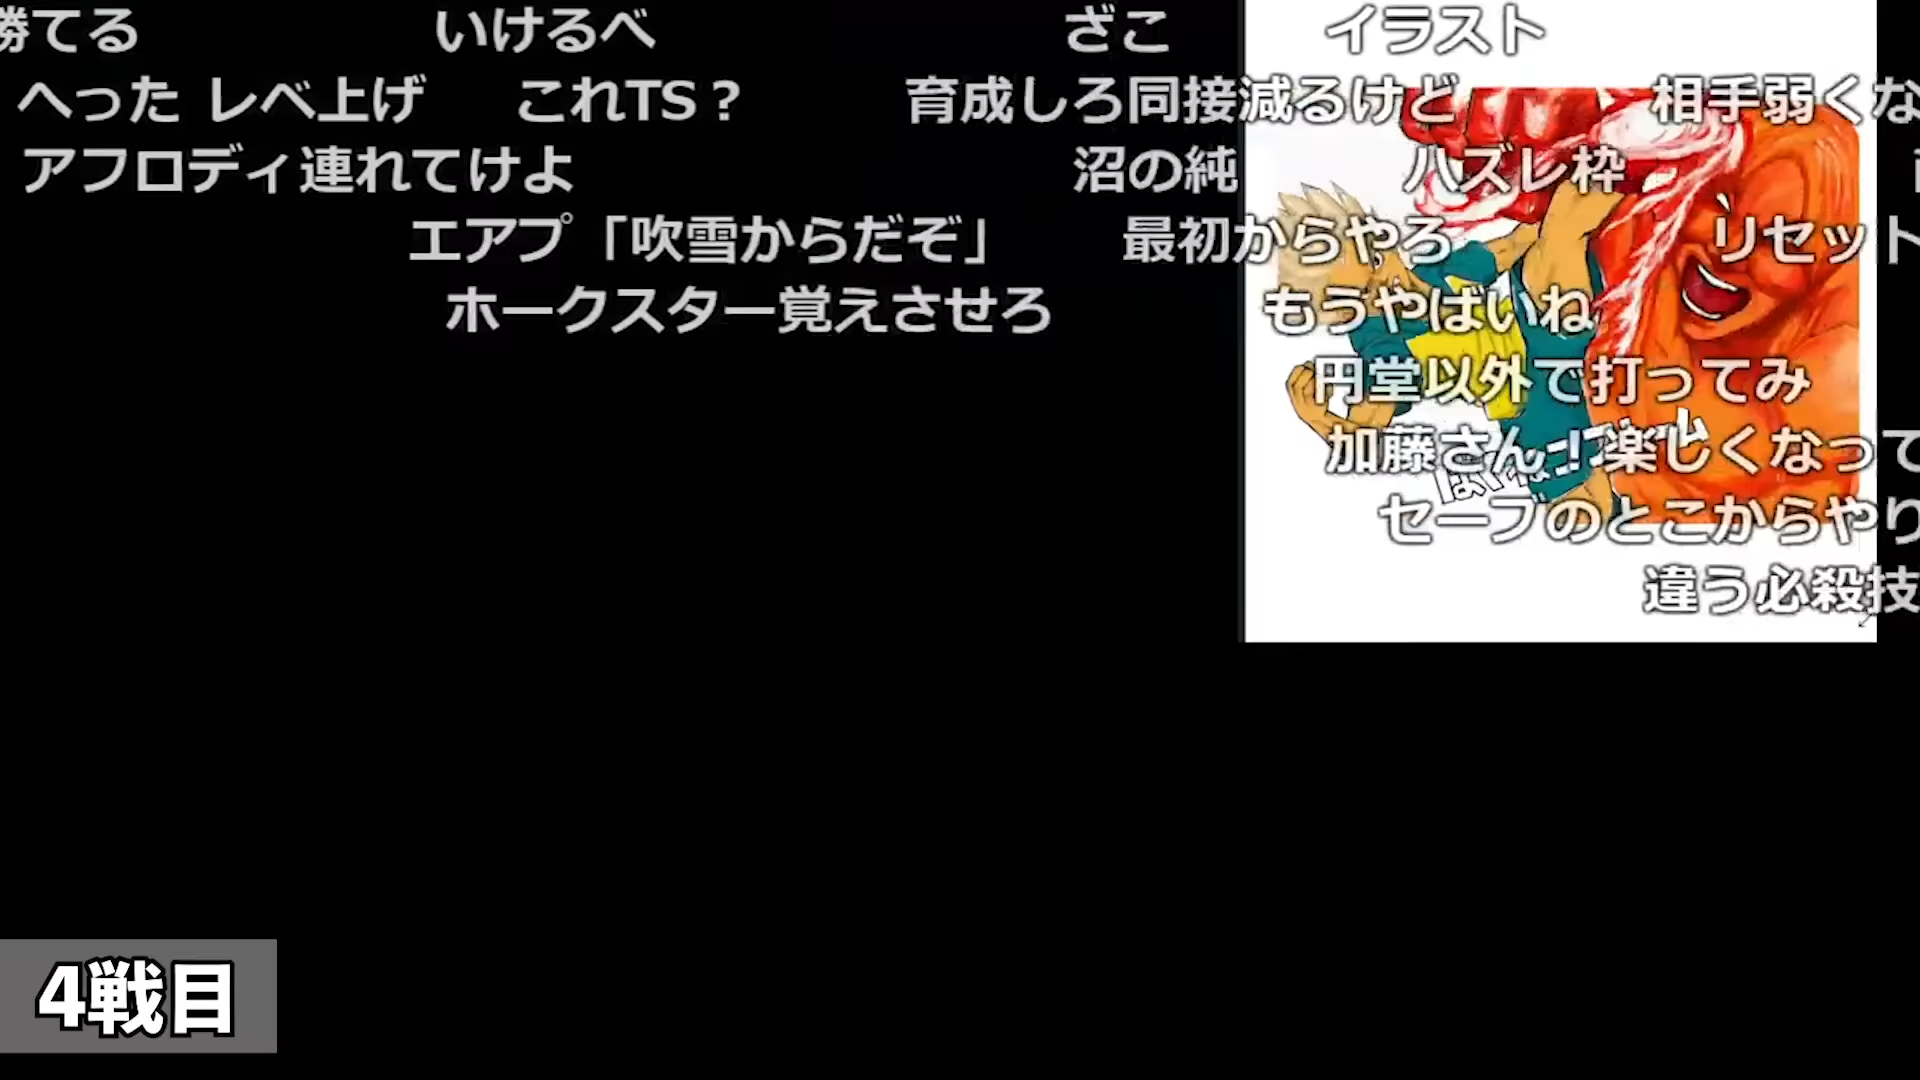 勝てる いけるべ ざこ イラスト
へった レベ上げ これTS？ 育成しろ同接減るけど 相手弱くな
アフロディ連れてけよ 沼の純 ハズレ枠
エアプ「吹雪からだぞ」 最初からやろ リセット
ホークスター覚えさせろ もうやばいね
円堂以外で打ってみ
加藤さん！楽しくなって
セーブのとこからやり
違う必殺技
4戦目